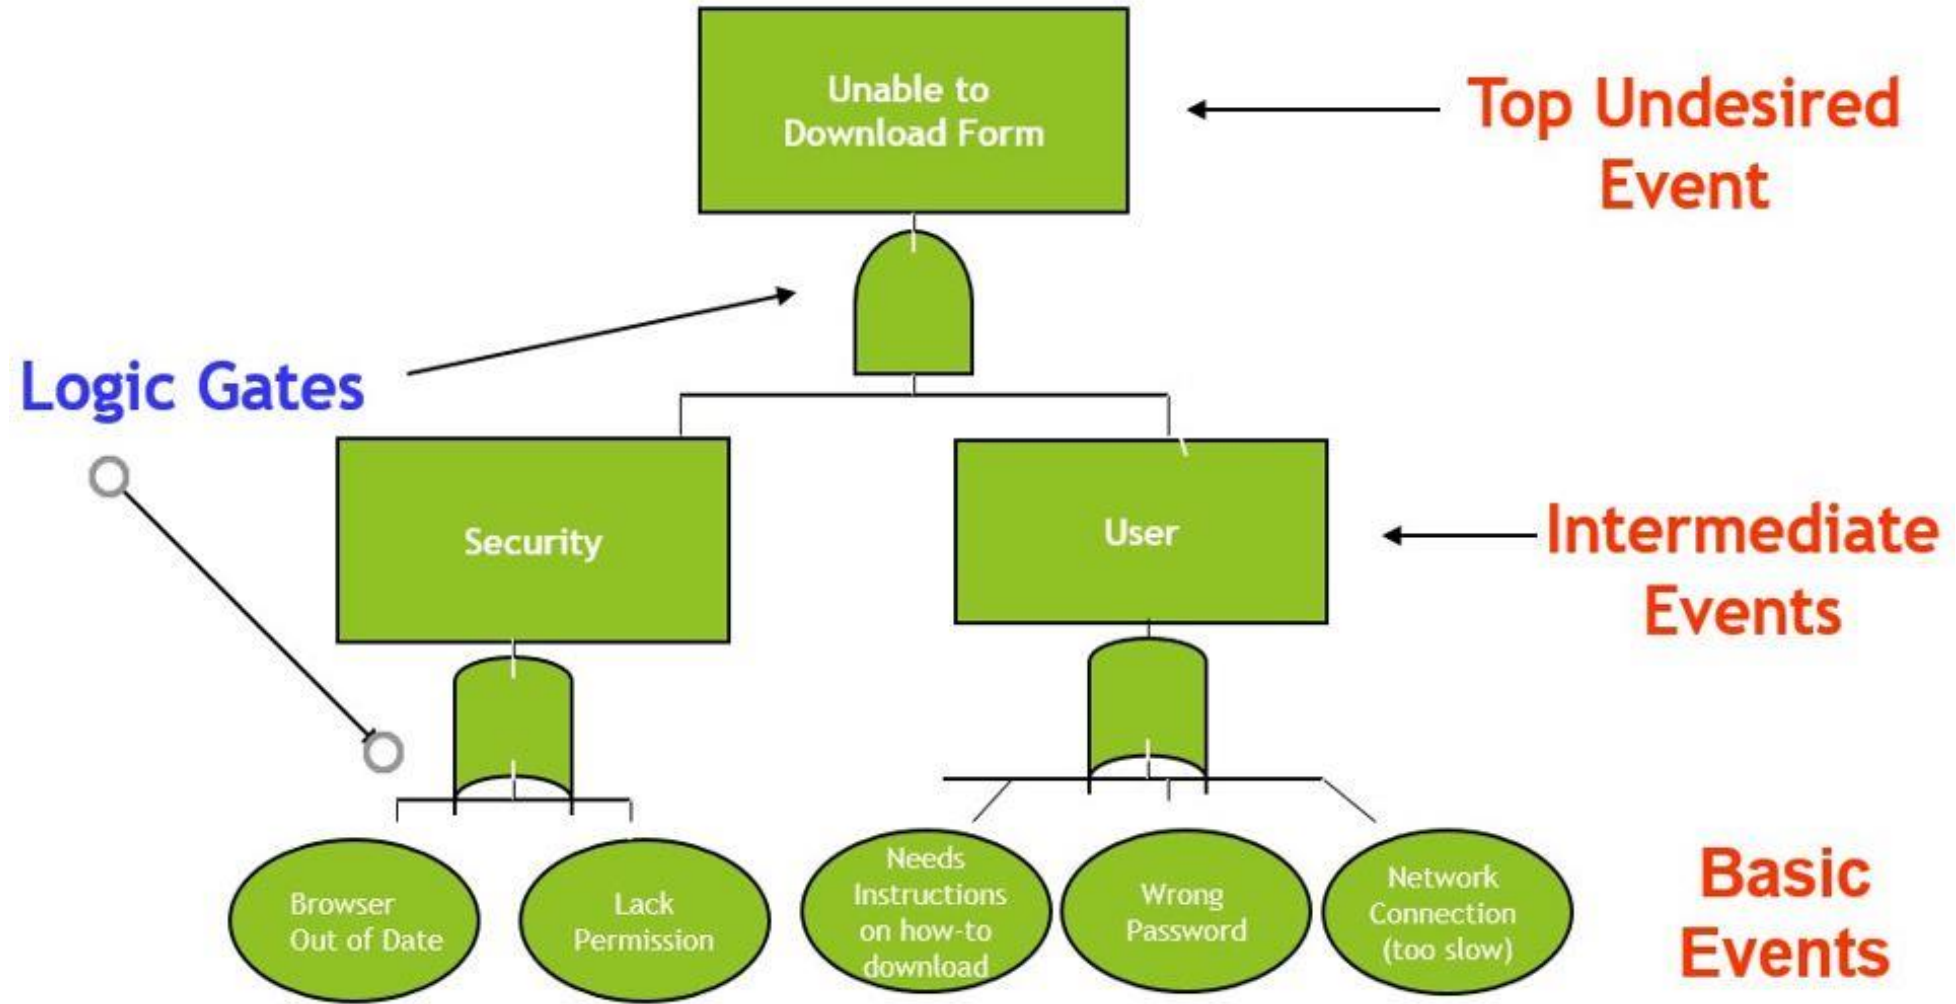 Unable to
Download Form
Top Undesired
Event
Logic Gates
Security
User
Intermediate
Events
Browser
Out of Date
Lack
Permission
Needs
Instructions
on how-to
download
Wrong
Password
Network
Connection
(too slow)
Basic
Events